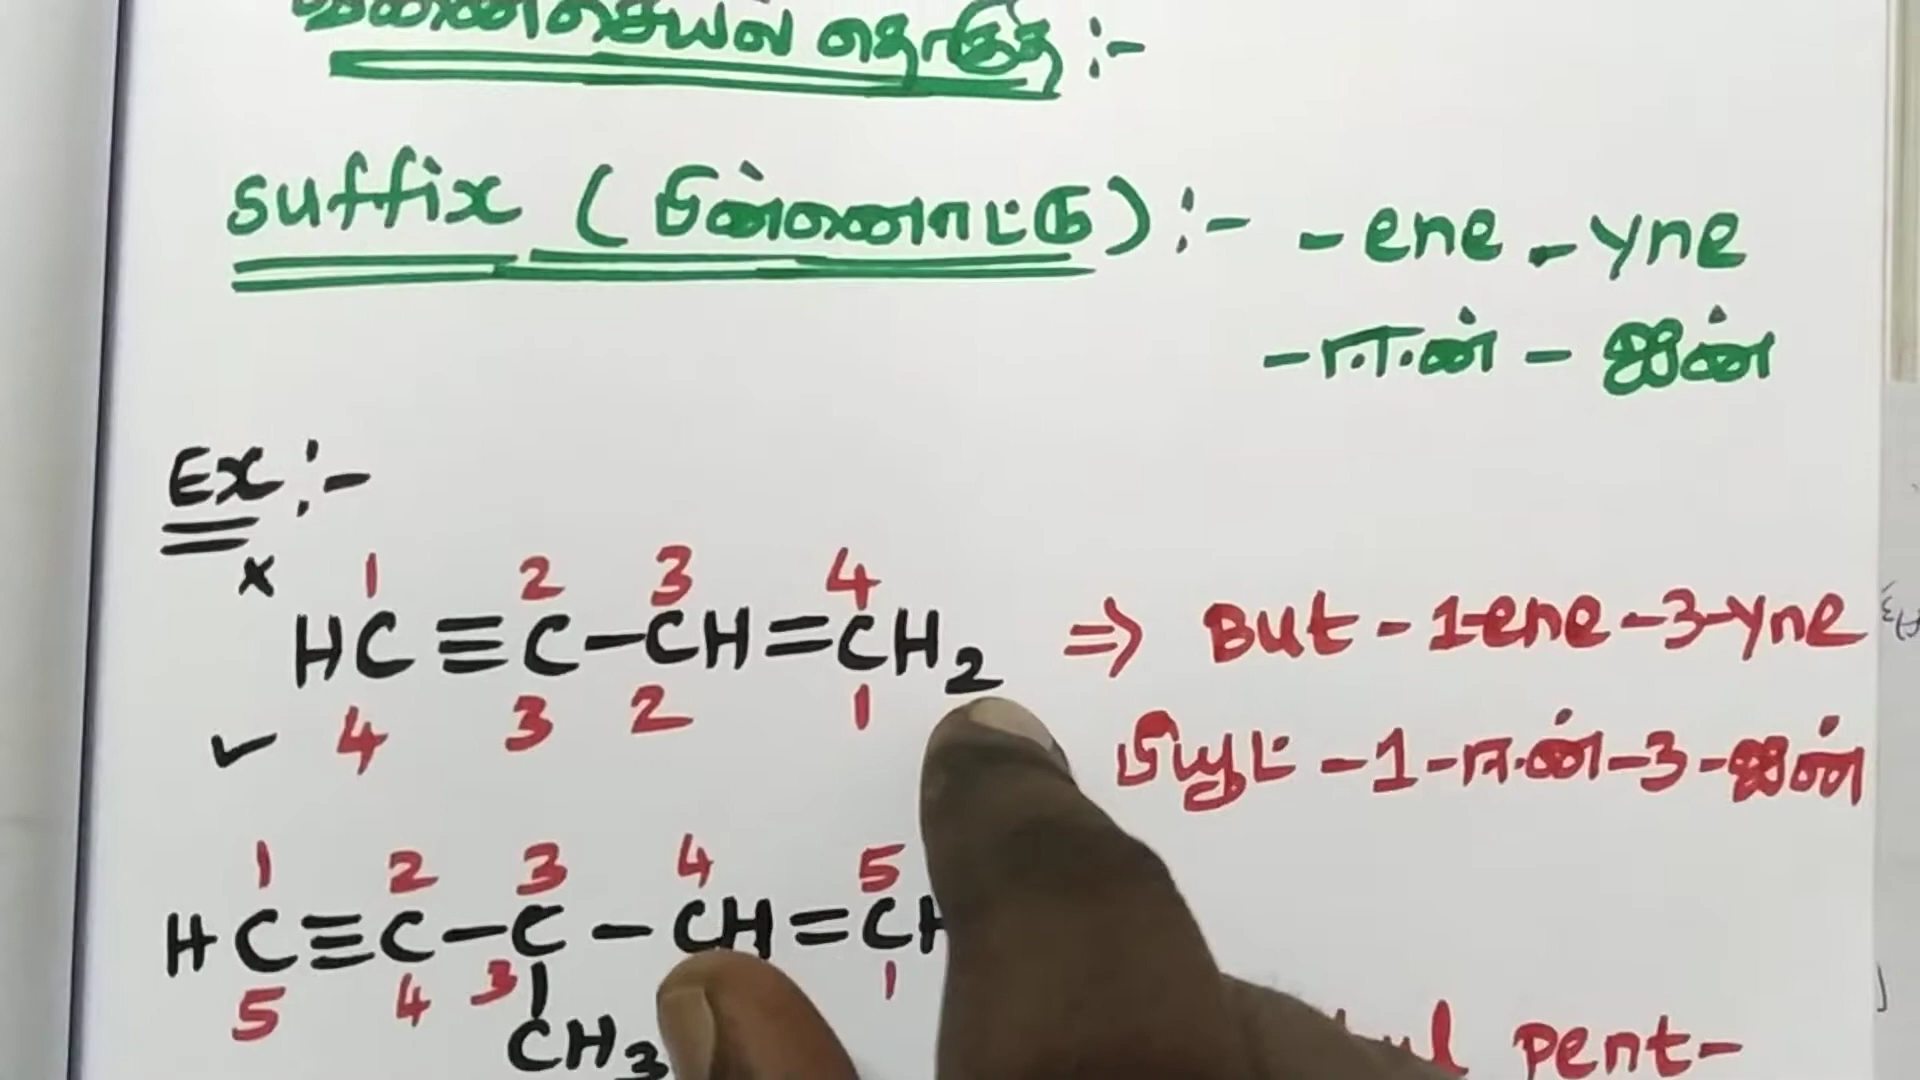 தொகுதி :-
suffix (பின்னொட்டு) :- -ene -yne
-ஈன் - ஐன்
Ex :-
x 1 2 3 4
HC≡C-CH=CH2 ⇒ But-1-ene-3-yne
✓ 4 3 2 1
பியூட்-1-ஈன்-3-ஐன்
1 2 3 4 5
HC≡C-C-CH=CH
5 4 3 1
CH3
pent-